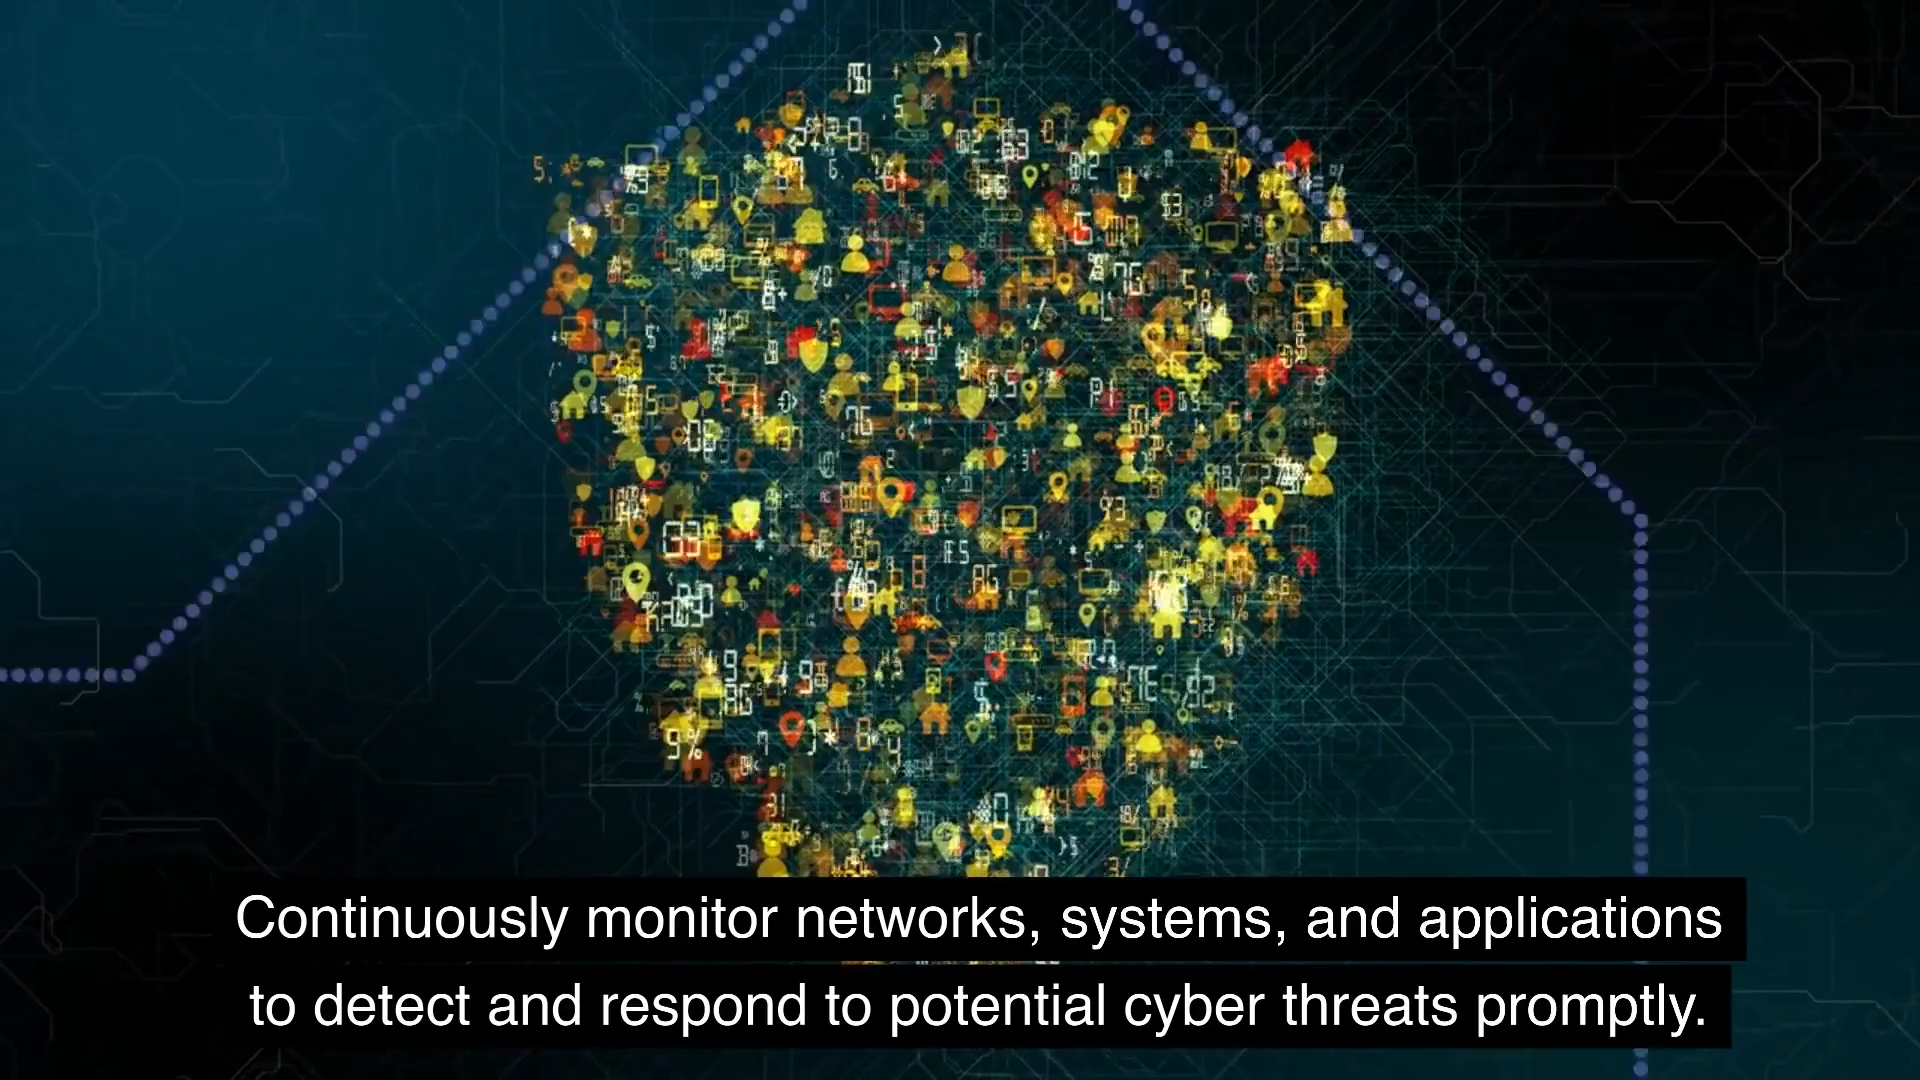 Continuously monitor networks, systems, and applications
to detect and respond to potential cyber threats promptly.